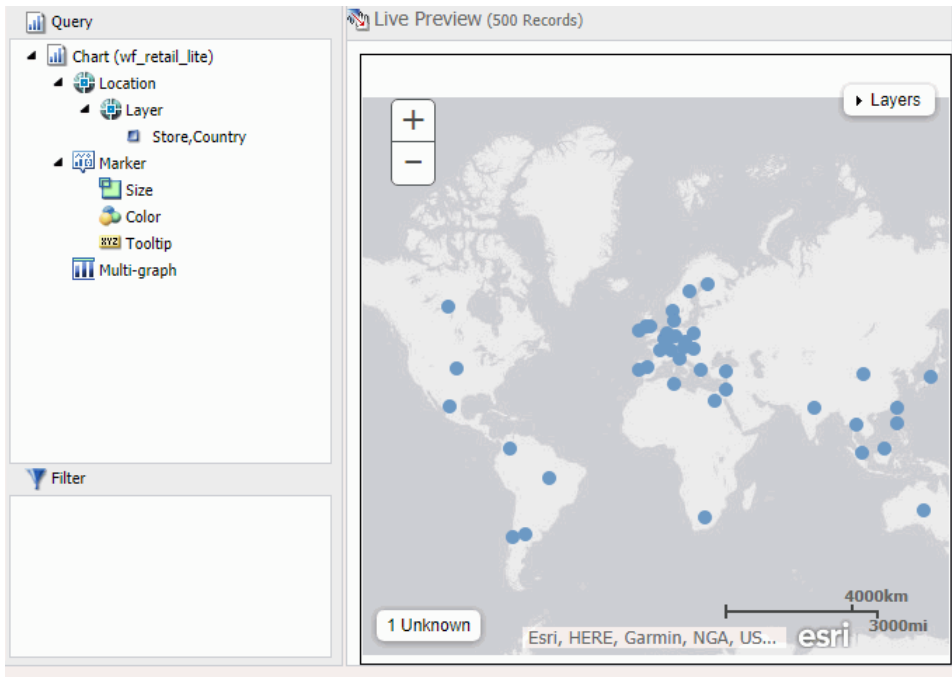 Query
Chart (wf_retail_lite)
Location
Layer
Store,Country
Marker
Size
Color
XYZ Tooltip
Multi-graph
Filter
Live Preview (500 Records)
+
Layers
−
4000km
3000mi
1 Unknown
Esri, HERE, Garmin, NGA, US...
esri